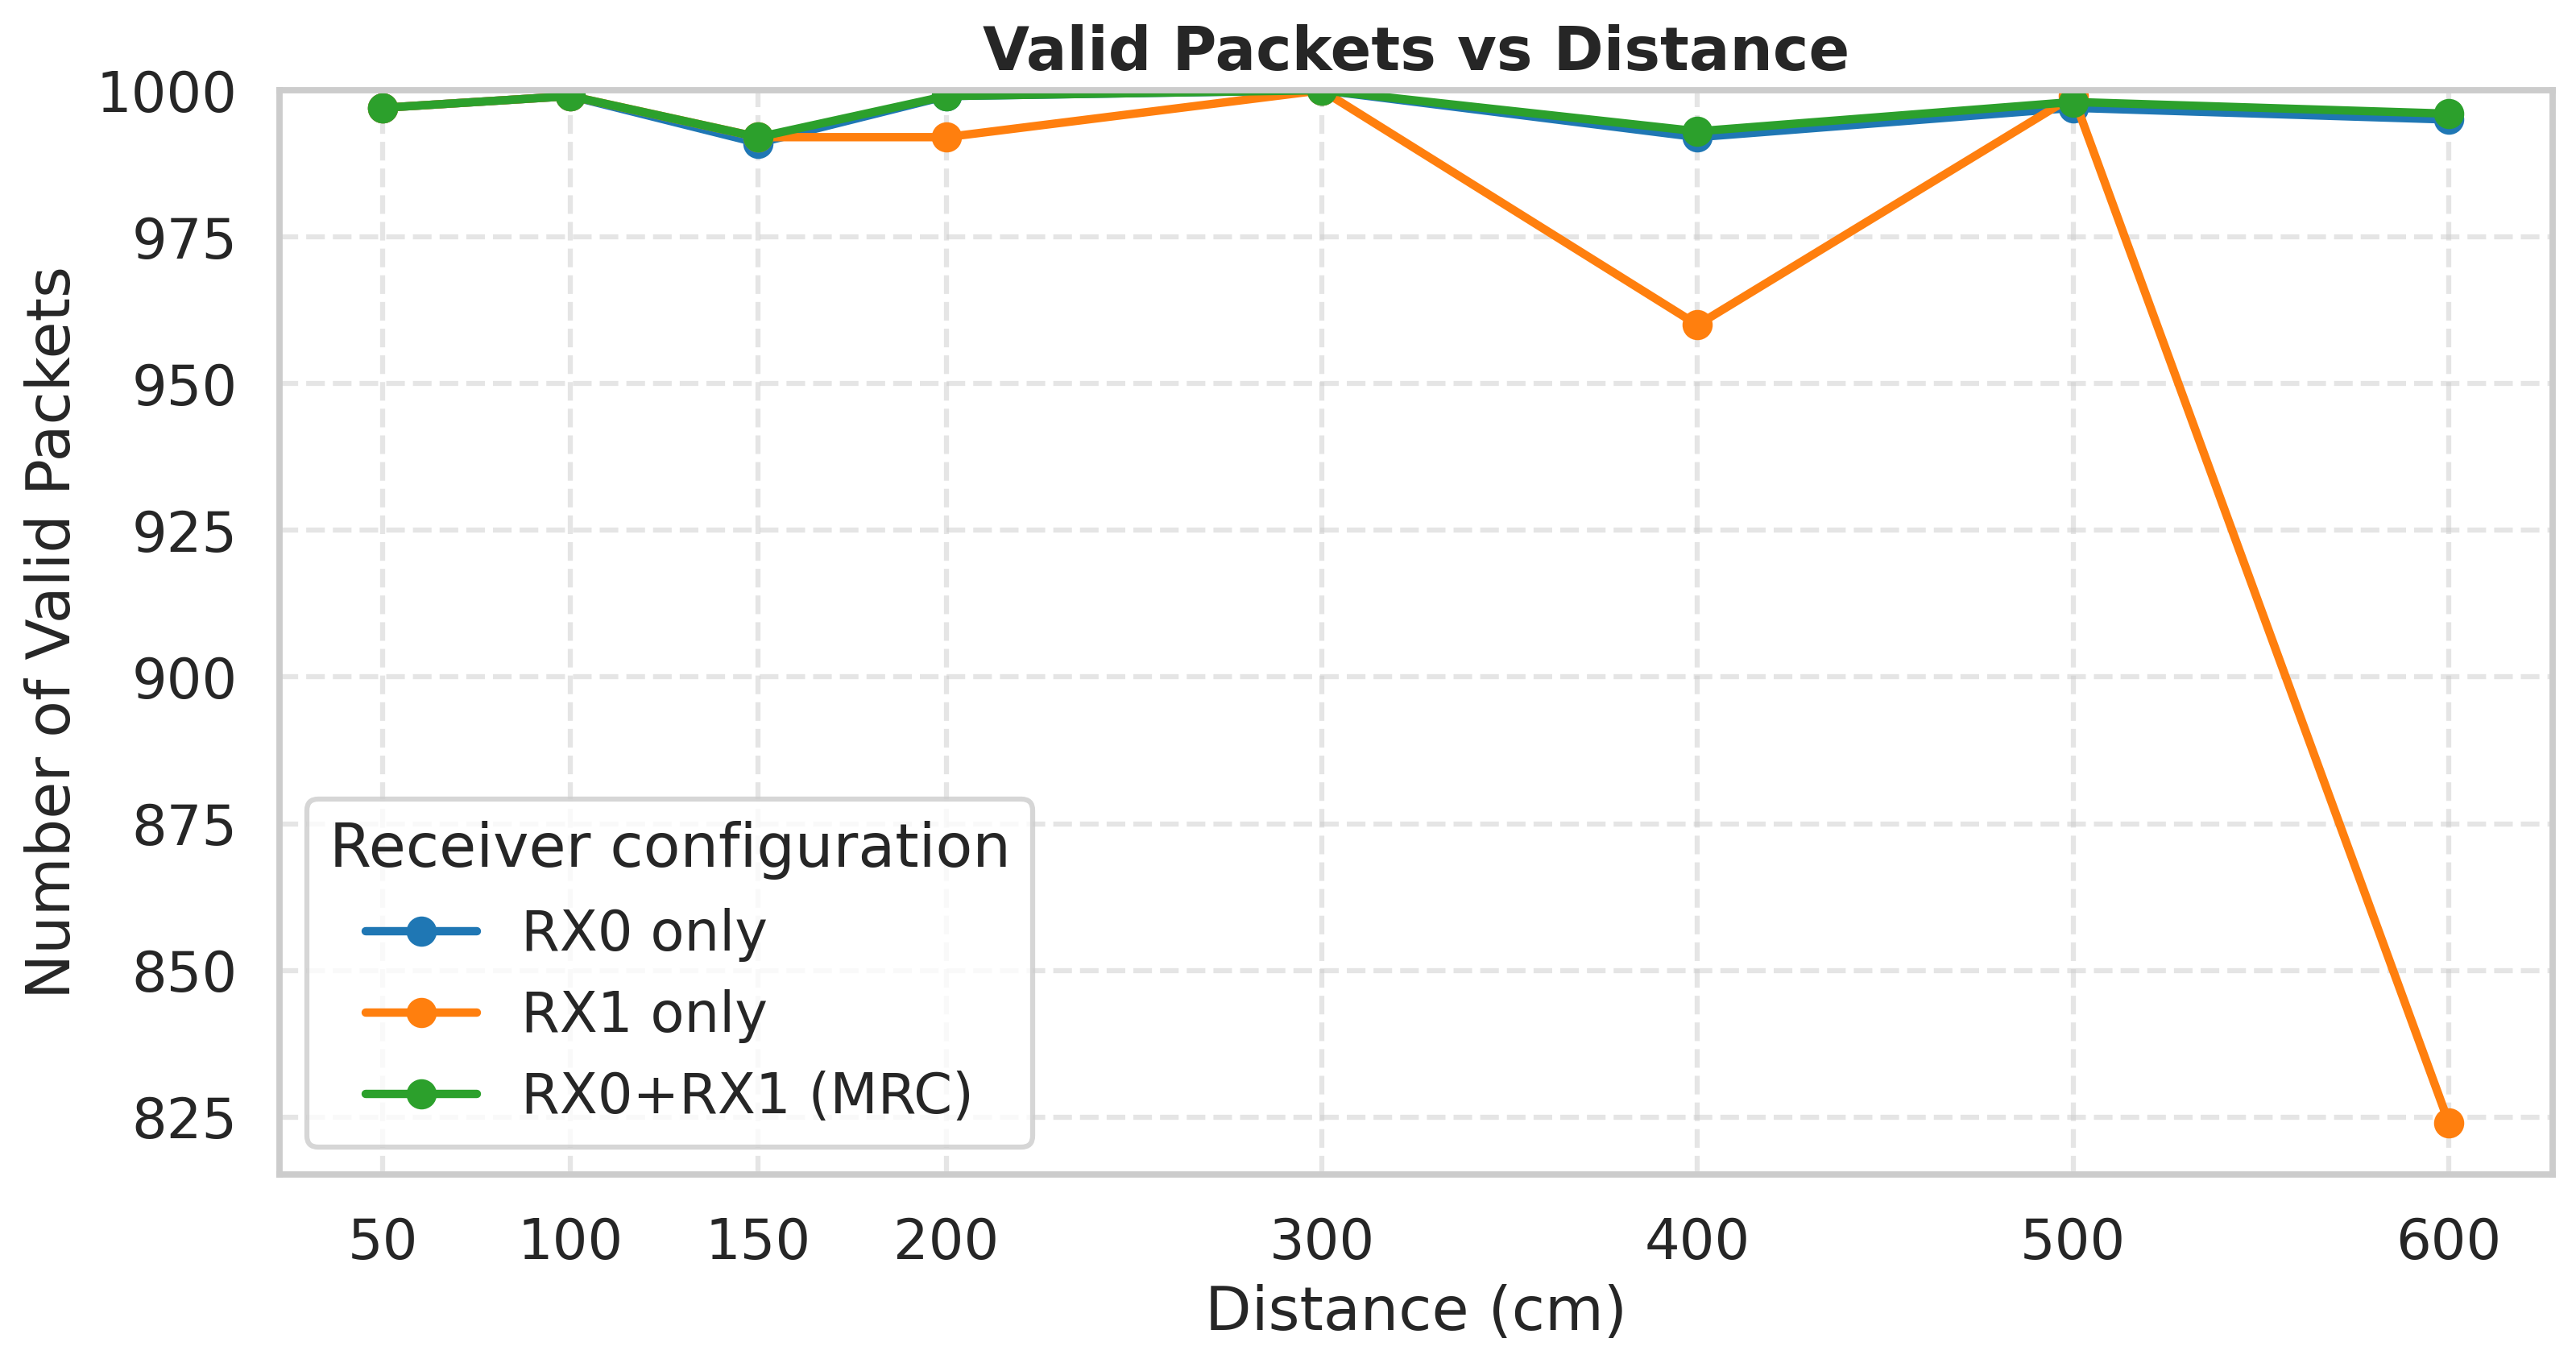 Valid Packets vs Distance
1000
975
950
925
900
875
850
825
Number of Valid Packets
Receiver configuration
RX0 only
RX1 only
RX0+RX1 (MRC)
50 100 150 200 300 400 500 600
Distance (cm)